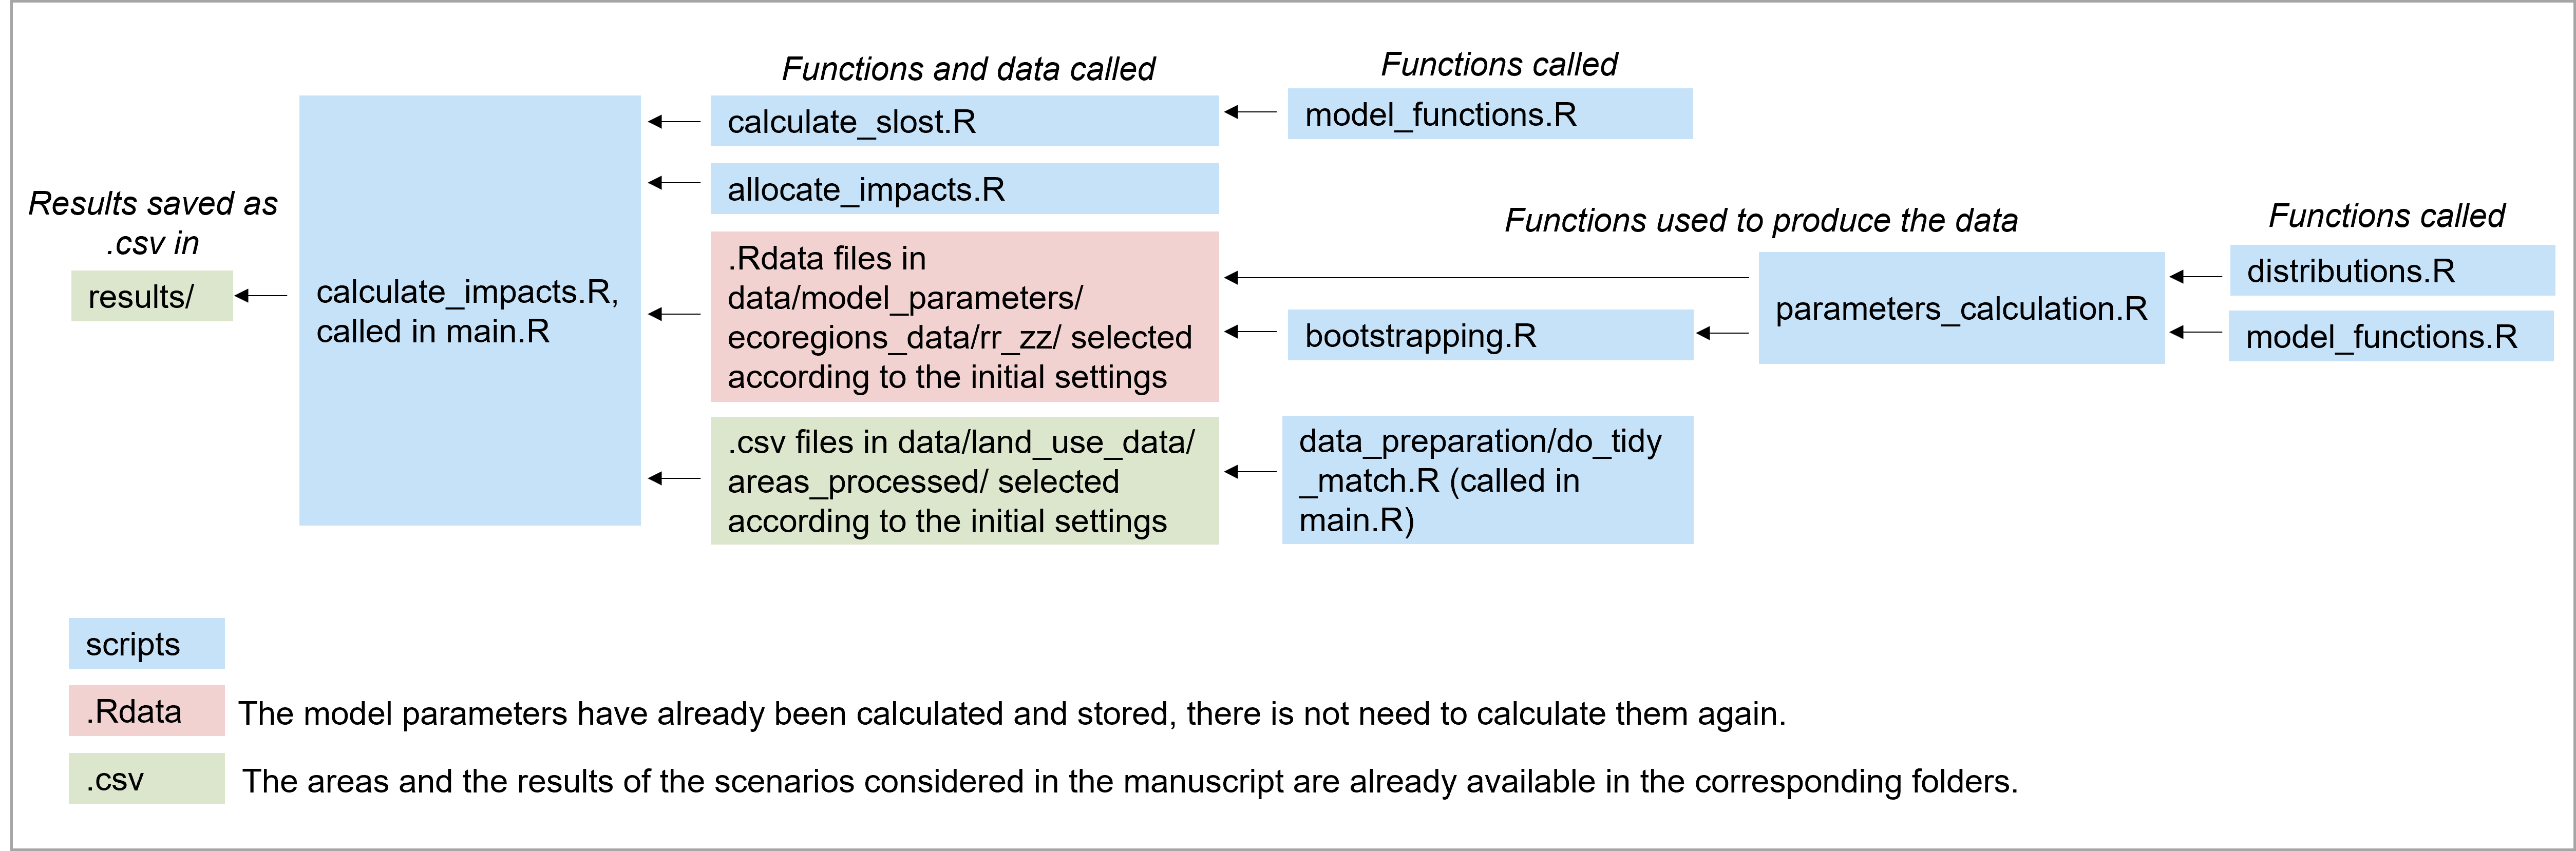 Functions and data called
Functions called
calculate_slost.R
model_functions.R
allocate_impacts.R
Results saved as
.csv in
results/
calculate_impacts.R,
called in main.R
.Rdata files in
data/model_parameters/
ecoregions_data/rr_zz/ selected
according to the initial settings
Functions used to produce the data
Functions called
bootstrapping.R
parameters_calculation.R
distributions.R
model_functions.R
.csv files in data/land_use_data/
areas_processed/ selected
according to the initial settings
data_preparation/do_tidy
_match.R (called in
main.R)
scripts
.Rdata
The model parameters have already been calculated and stored, there is not need to calculate them again.
.csv
The areas and the results of the scenarios considered in the manuscript are already available in the corresponding folders.